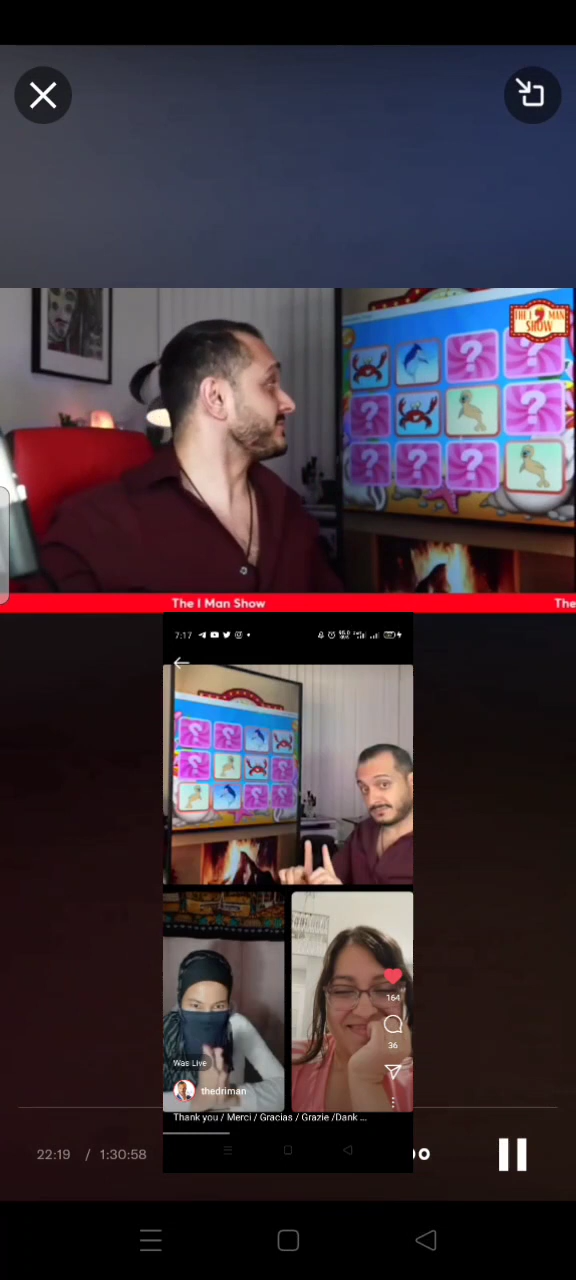 THE I MAN
SHOW
? ?
? ?
? ? ?
The I Man Show
The
7:17
? ?
?
? ?
164
36
Was Live
thedriman
Thank you / Merci / Gracias / Grazie /Dank ...
22:19 / 1:30:58